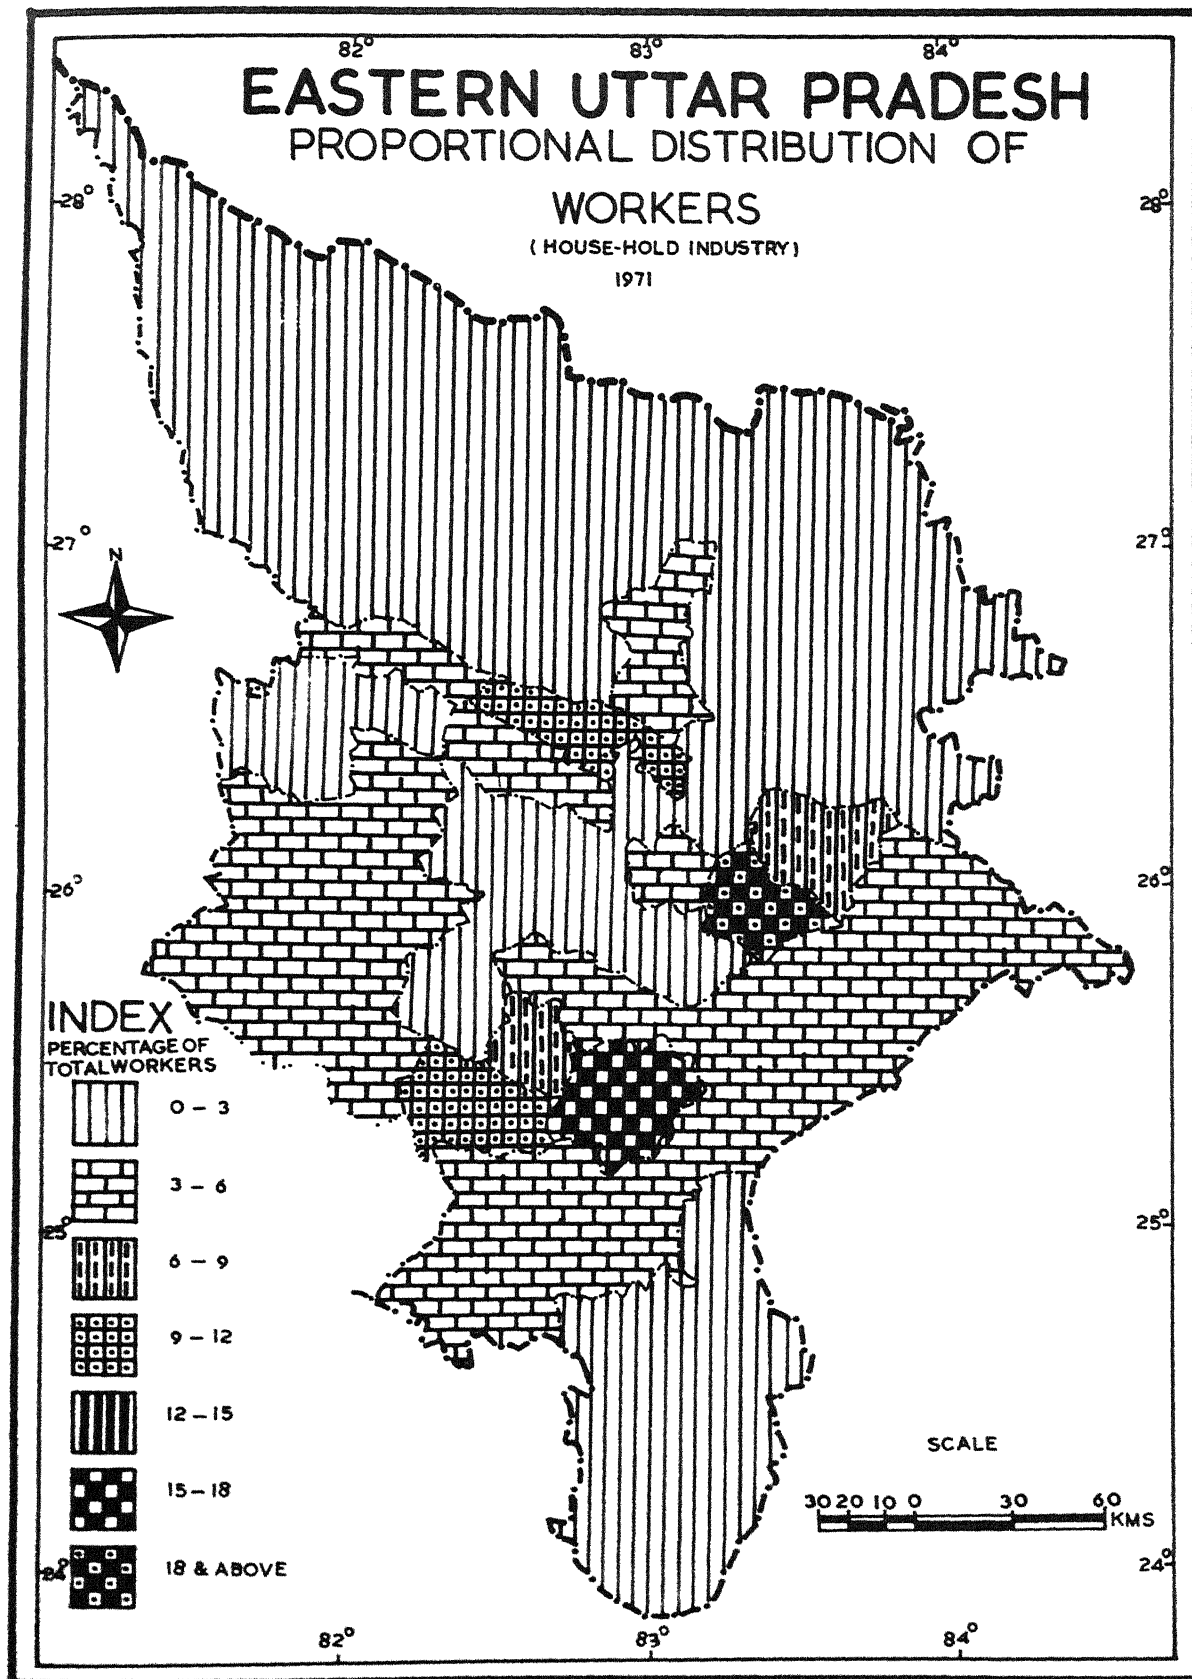 82° 83° 84°
EASTERN UTTAR PRADESH
PROPORTIONAL DISTRIBUTION OF
WORKERS
( HOUSE-HOLD INDUSTRY )
1971
28° 28°
27° 27°
N
26° 26°
INDEX
PERCENTAGE OF
TOTAL WORKERS
0 - 3
3 - 6
25° 25°
6 - 9
9 - 12
12 - 15
15 - 18
18 & ABOVE
24° 24°
SCALE
30 20 10 0 30 60
KMS
82° 83° 84°